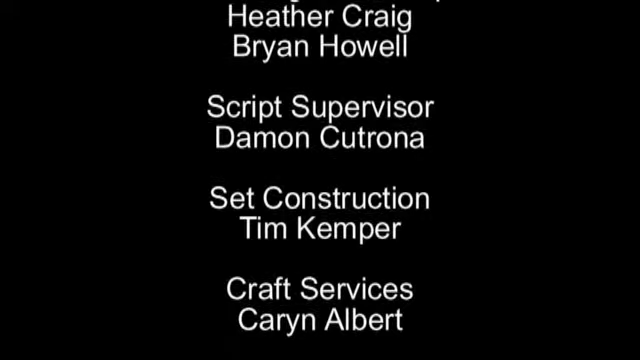 Heather Craig
Bryan Howell
Script Supervisor
Damon Cutrona
Set Construction
Tim Kemper
Craft Services
Caryn Albert